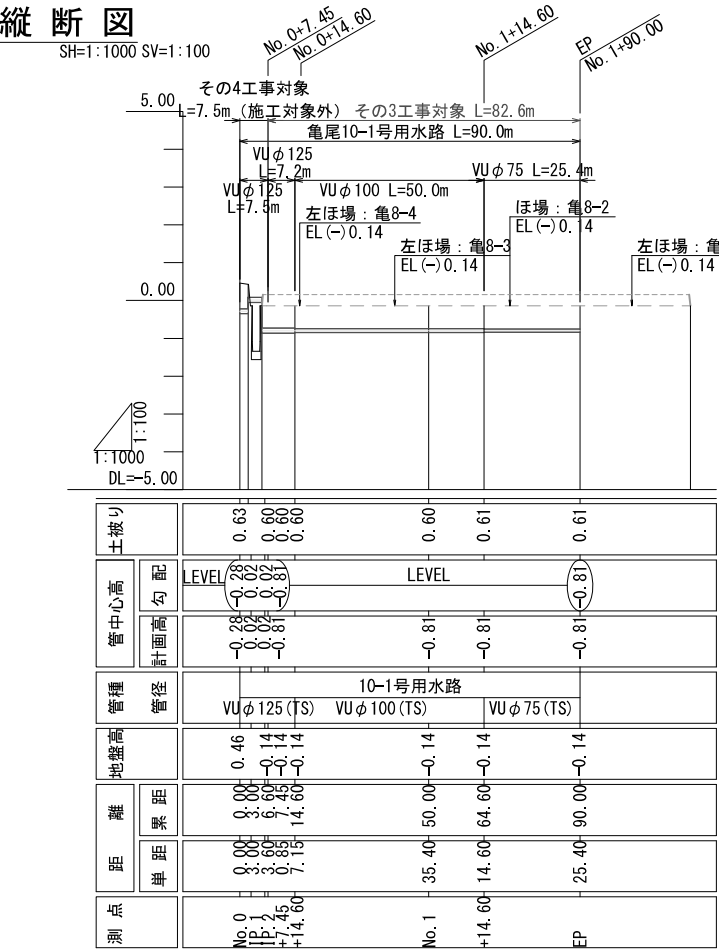 縦断図
SH=1:1000 SV=1:100
No.0+7.45
No.0+14.60
No.1+14.60
EP
No.1+90.00
その4工事対象
L=7.5m (施工対象外)
その3工事対象 L=82.6m
亀尾10-1号用水路 L=90.0m
VUφ125
L=7.2m
VUφ125
L=7.5m
VUφ100 L=50.0m
VUφ75 L=25.4m
左ほ場：亀8-4
EL(-)0.14
左ほ場：亀8-3
EL(-)0.14
ほ場：亀8-2
EL(-)0.14
左ほ場：亀
EL(-)0.14
5.00
0.00
1:100
1:1000
DL=-5.00
土被り
0.63 0.60 0.60 0.60 0.60 0.61 0.61
管中心高
勾配
LEVEL -0.28 0.02 0.02 -0.81 LEVEL -0.81
計画高
-0.28 0.02 0.02 -0.81 -0.81 -0.81 -0.81
管種
管径
10-1号用水路
VUφ125(TS) VUφ100(TS) VUφ75(TS)
地盤高
0.46 -0.14 -0.14 -0.14 -0.14 -0.14 -0.14
距離
累距
0.00 3.00 6.60 7.45 14.60 50.00 64.60 90.00
単距
0.00 3.00 3.60 0.85 7.15 35.40 14.60 25.40
測点
No.0 IP.1 IP.2 +7.45 +14.60 No.1 +14.60 EP